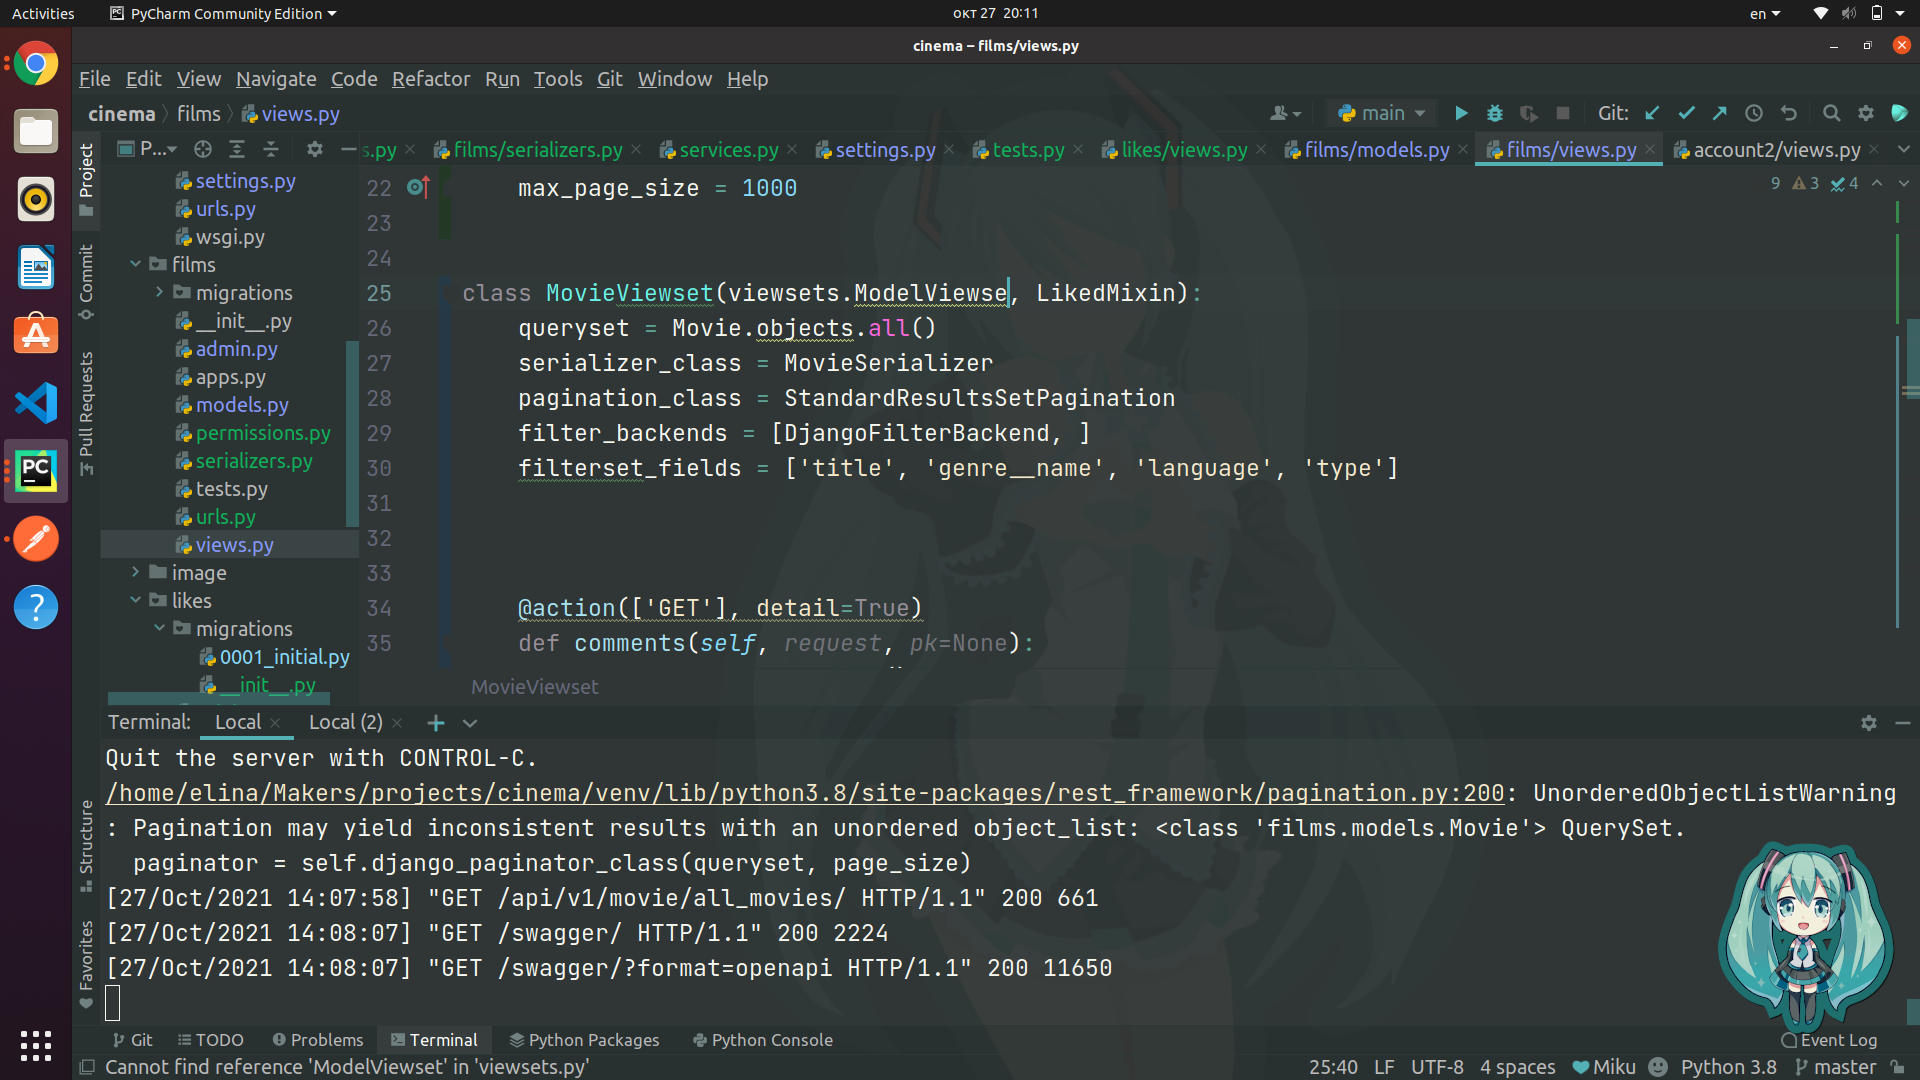 Activities
PyCharm Community Edition
окт 27 20:11
en
cinema – films/views.py
File Edit View Navigate Code Refactor Run Tools Git Window Help
cinema films views.py
main
Git:
P...
s.py films/serializers.py services.py settings.py tests.py likes/views.py films/models.py films/views.py account2/views.py
Project
Commit
Pull Requests
Structure
Favorites
settings.py
urls.py
wsgi.py
films
migrations
__init__.py
admin.py
apps.py
models.py
permissions.py
serializers.py
tests.py
urls.py
views.py
image
likes
migrations
0001_initial.py
__init__.py
9 3 4
22 max_page_size = 1000
23
24
25 class MovieViewset(viewsets.ModelViewse, LikedMixin):
26 queryset = Movie.objects.all()
27 serializer_class = MovieSerializer
28 pagination_class = StandardResultsSetPagination
29 filter_backends = [DjangoFilterBackend, ]
30 filterset_fields = ['title', 'genre__name', 'language', 'type']
31
32
33
34 @action(['GET'], detail=True)
35 def comments(self, request, pk=None):
MovieViewset
Terminal: Local Local (2)
Quit the server with CONTROL-C.
/home/elina/Makers/projects/cinema/venv/lib/python3.8/site-packages/rest_framework/pagination.py:200: UnorderedObjectListWarning
: Pagination may yield inconsistent results with an unordered object_list: <class 'films.models.Movie'> QuerySet.
paginator = self.django_paginator_class(queryset, page_size)
[27/Oct/2021 14:07:58] "GET /api/v1/movie/all_movies/ HTTP/1.1" 200 661
[27/Oct/2021 14:08:07] "GET /swagger/ HTTP/1.1" 200 2224
[27/Oct/2021 14:08:07] "GET /swagger/?format=openapi HTTP/1.1" 200 11650
Git TODO Problems Terminal Python Packages Python Console Event Log
Cannot find reference 'ModelViewset' in 'viewsets.py'
25:40 LF UTF-8 4 spaces Miku Python 3.8 master